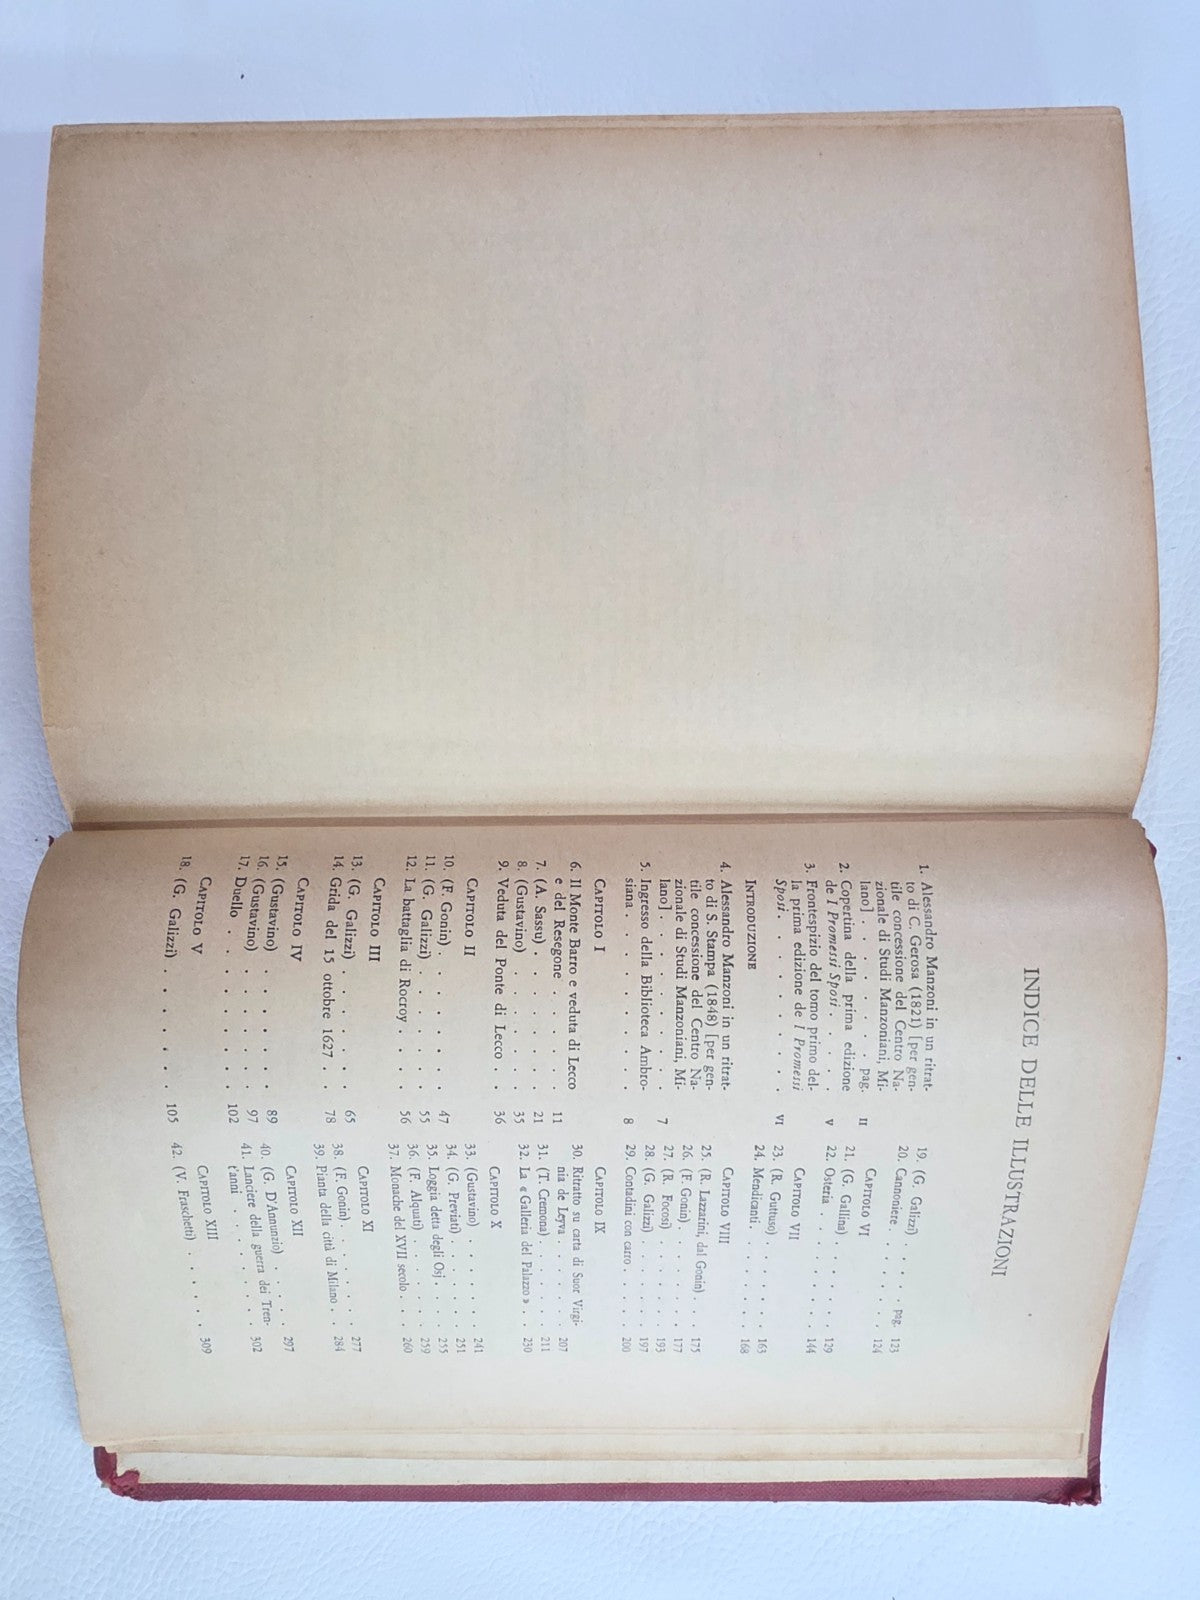 INDICE DELLE ILLUSTRAZIONI
1. Alessandro Manzoni in un ritrat-
to di C. Gerosa (1821) [per gen-
tile concessione del Centro Na-
zionale di Studi Manzoniani, Mi-
lano] . . . . . . pag. II
2. Copertina della prima edizione
de I Promessi Sposi . . . . V
3. Frontespizio del tomo primo del-
la prima edizione de I Promessi
Sposi . . . . . . . . VI
INTRODUZIONE
4. Alessandro Manzoni in un ritrat-
to di S. Stampa (1848) [per gen-
tile concessione del Centro Na-
zionale di Studi Manzoniani, Mi-
lano] . . . . . . . 7
5. Ingresso della Biblioteca Ambro-
siana . . . . . . . . 8
CAPITOLO I
6. Il Monte Barro e veduta di Lecco
e del Resegone . . . . . 11
7. (A. Sassu) . . . . . . 21
8. (Gustavino) . . . . . 35
9. Veduta del Ponte di Lecco . . 36
CAPITOLO II
10. (F. Gonin) . . . . . . 47
11. (G. Galizzi) . . . . . . 55
12. La battaglia di Rocroy . . . . 56
CAPITOLO III
13. (G. Galizzi) . . . . . . 65
14. Grida del 15 ottobre 1627 . . 78
CAPITOLO IV
15. (Gustavino) . . . . . . 89
16. (Gustavino) . . . . . . 97
17. Duello . . . . . . . 102
CAPITOLO V
18. (G. Galizzi) . . . . . . 105
19. (G. Galizzi) . . . . pag. 123
20. Cannoniere . . . . . . 124
CAPITOLO VI
21. (G. Gallina) . . . . . . 129
22. Osteria . . . . . . . 144
CAPITOLO VII
23. (R. Guttuso) . . . . . . 163
24. Mendicanti . . . . . . 168
CAPITOLO VIII
25. (R. Lazzarini, dal Gonin) . . . 175
26. (F. Gonin) . . . . . . 177
27. (R. Focosi) . . . . . . 193
28. (G. Galizzi) . . . . . . 197
29. Contadini con carro . . . . 200
CAPITOLO IX
30. Ritratto su carta di Suor Virgi-
nia de Leyva . . . . . . 207
31. (T. Cremona) . . . . . . 211
32. La « Galleria del Palazzo » . . 230
CAPITOLO X
33. (Gustavino) . . . . . . 241
34. (G. Previati) . . . . . . 251
35. Loggia detta degli Osj . . . . 255
36. (F. Alquati) . . . . . . 259
37. Monache del XVII secolo . . . 260
CAPITOLO XI
38. (F. Gonin) . . . . . . 277
39. Pianta della città di Milano . . 284
CAPITOLO XII
40. (G. D'Annunzio) . . . . . 297
41. Lanciere della guerra dei Tren-
t'anni . . . . . . . . 302
CAPITOLO XIII
42. (V. Fraschetti) . . . . . . 309